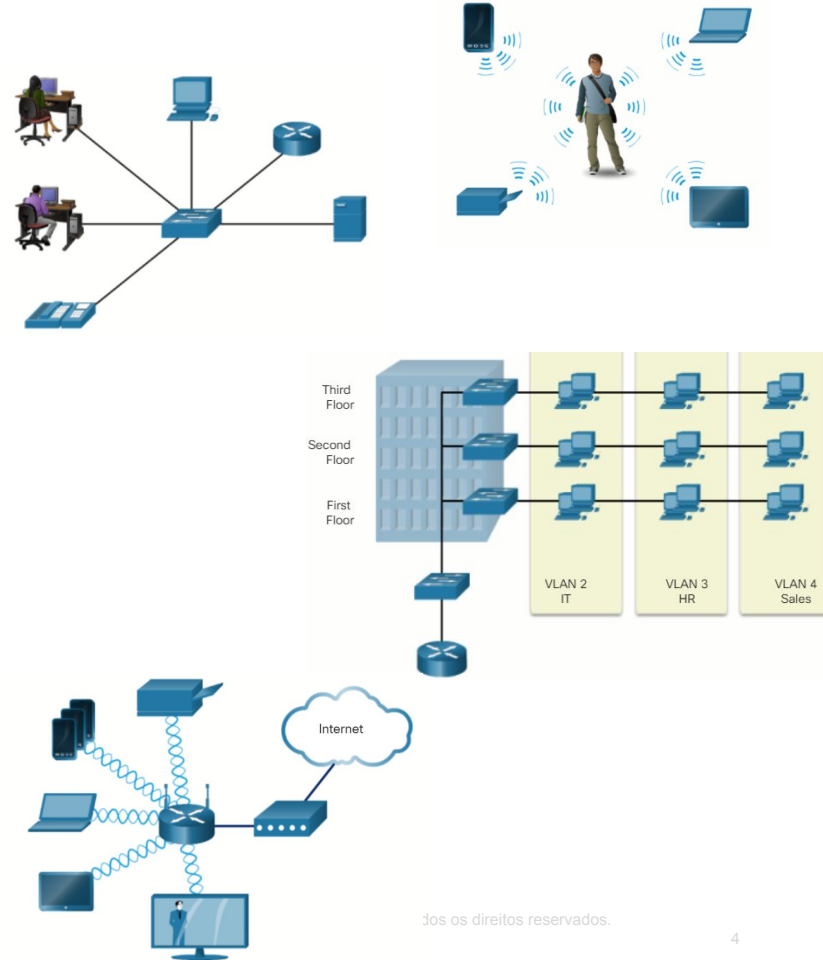 Third
Floor
Second
Floor
First
Floor
VLAN 2
IT
VLAN 3
HR
VLAN 4
Sales
Internet
os direitos reservados.
4